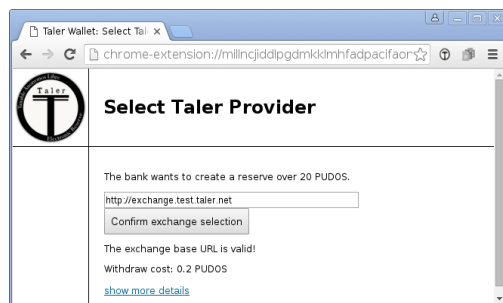 Taler Wallet: Select Tal
chrome-extension://millncjiddlpgdmkklmhfadpacifaor
Taler
Select Taler Provider
The bank wants to create a reserve over 20 PUDOS.
http://exchange.test.taler.net
Confirm exchange selection
The exchange base URL is valid!
Withdraw cost: 0.2 PUDOS
show more details